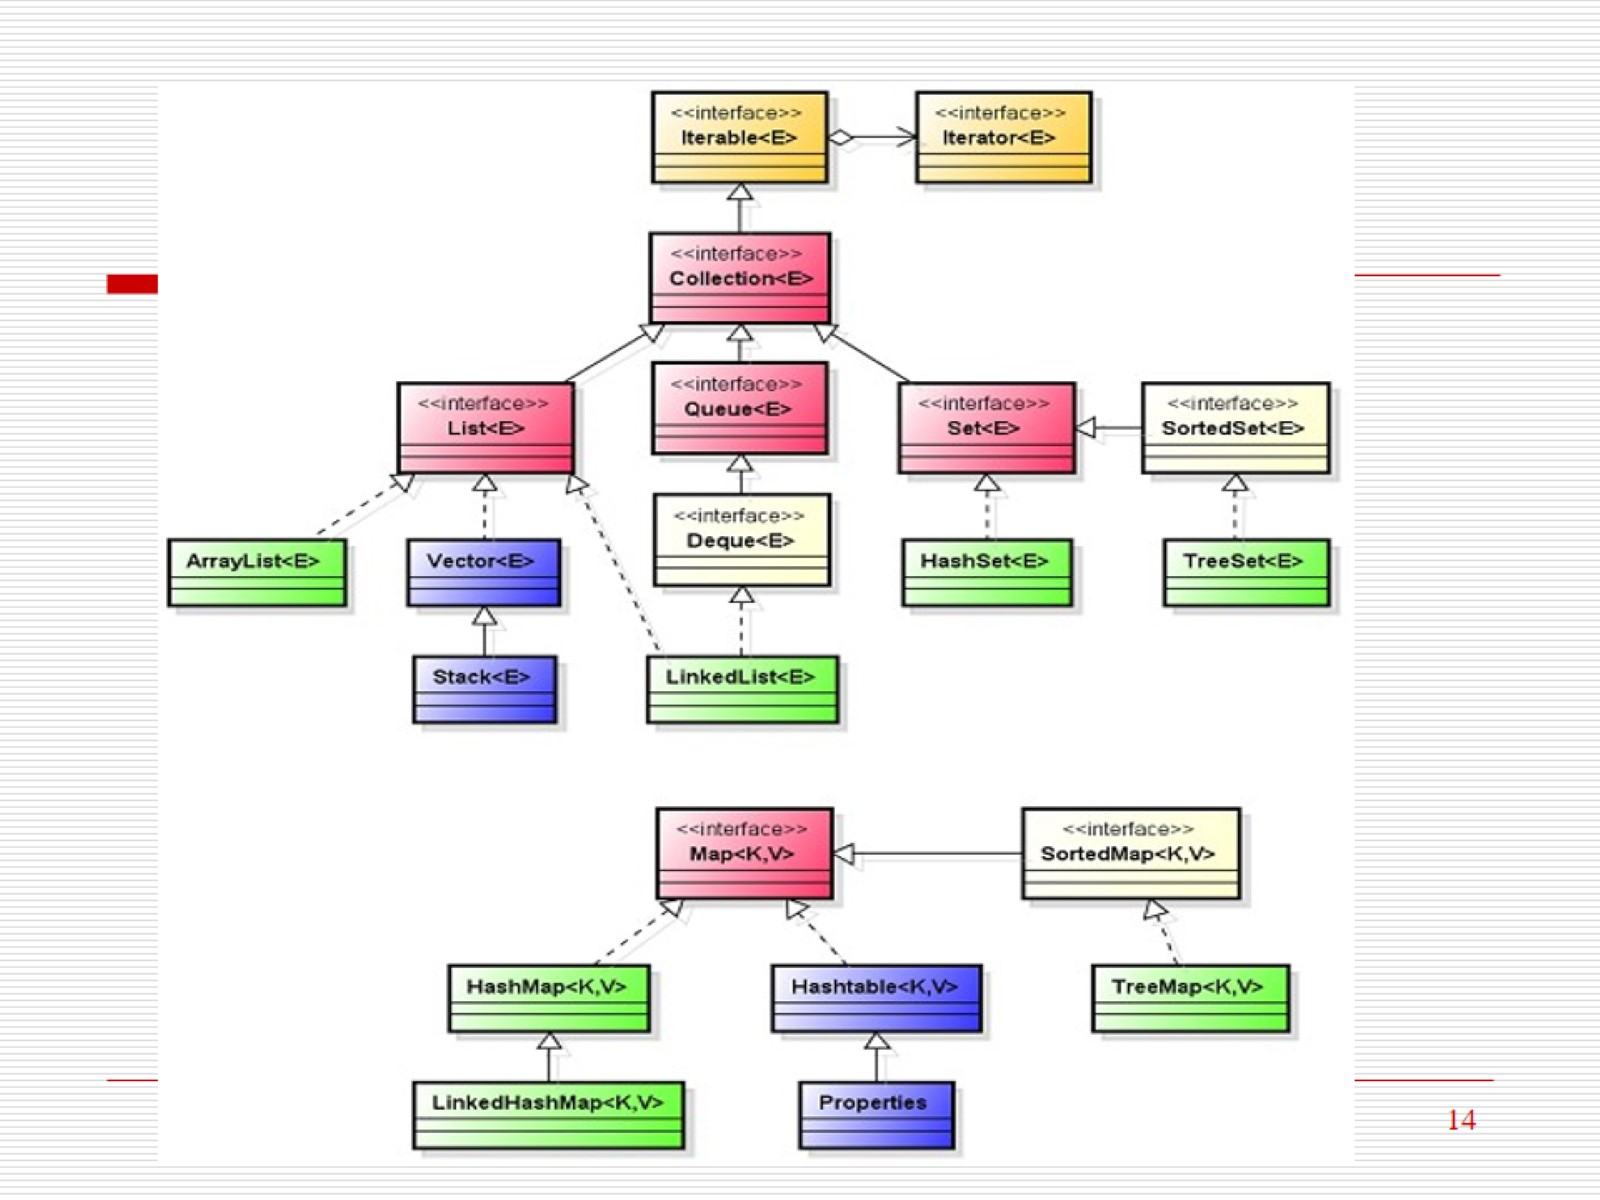 <<interface>>
Iterable<E>
<<interface>>
Iterator<E>
<<interface>>
Collection<E>
<<interface>>
List<E>
<<interface>>
Queue<E>
<<interface>>
Set<E>
<<interface>>
SortedSet<E>
<<interface>>
Deque<E>
ArrayList<E>
Vector<E>
HashSet<E>
TreeSet<E>
Stack<E>
LinkedList<E>
<<interface>>
Map<K,V>
<<interface>>
SortedMap<K,V>
HashMap<K,V>
Hashtable<K,V>
TreeMap<K,V>
LinkedHashMap<K,V>
Properties
14